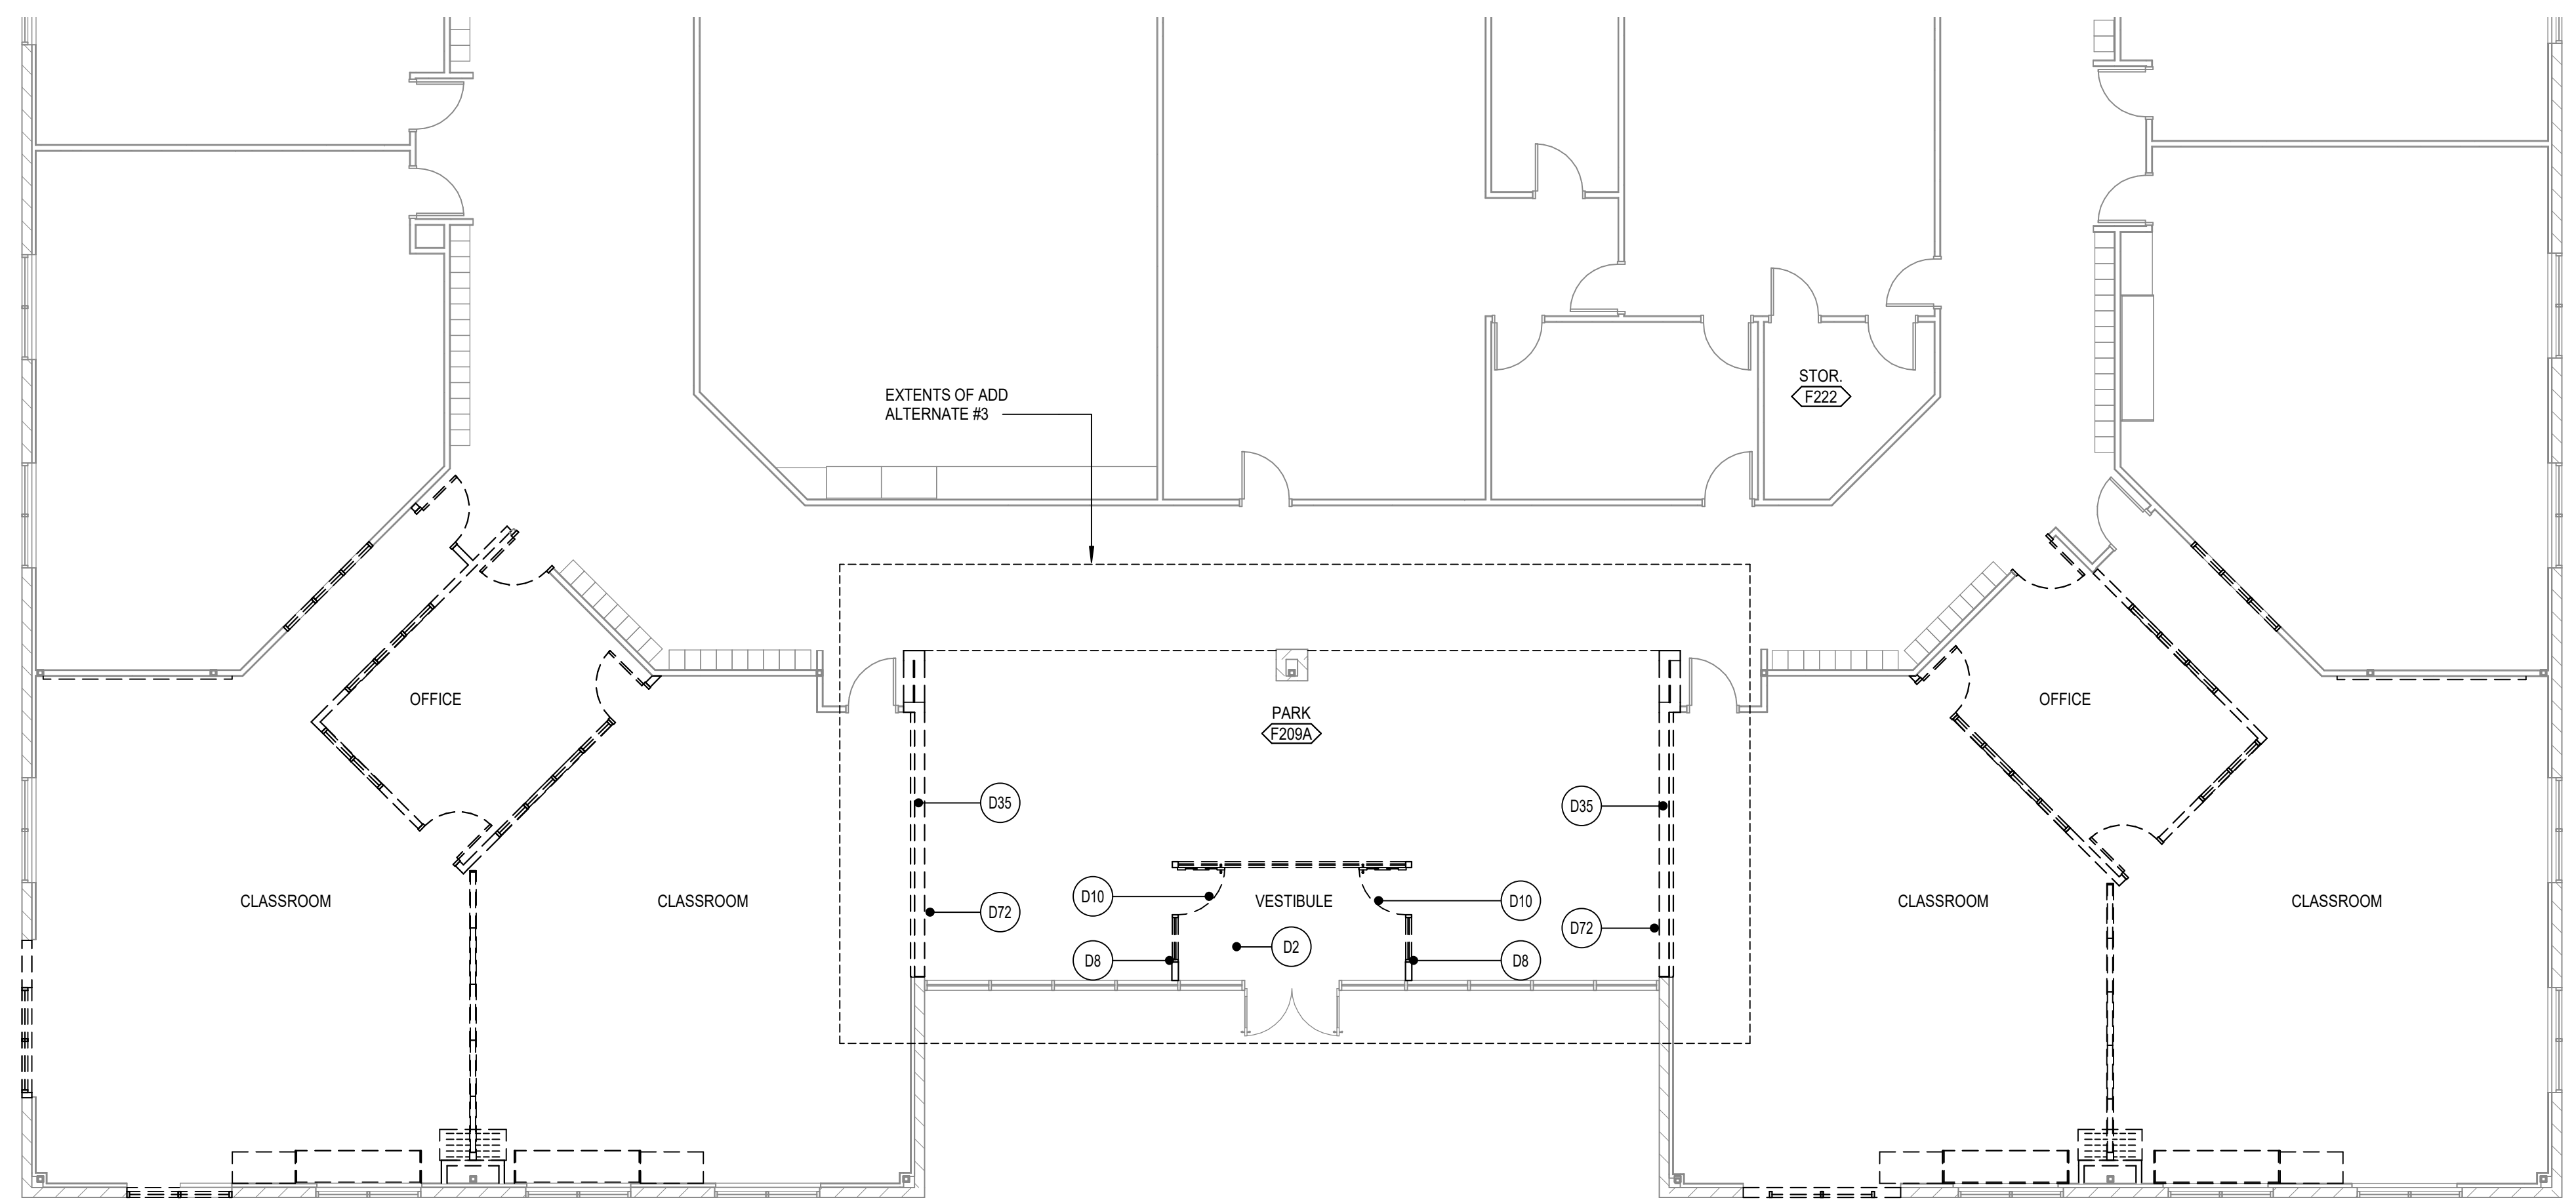 STOR.
F222
EXTENTS OF ADD
ALTERNATE #3
OFFICE
OFFICE
PARK
F209A
D35
D35
D10
D10
VESTIBULE
CLASSROOM
CLASSROOM
CLASSROOM
CLASSROOM
D72
D72
D2
D8
D8